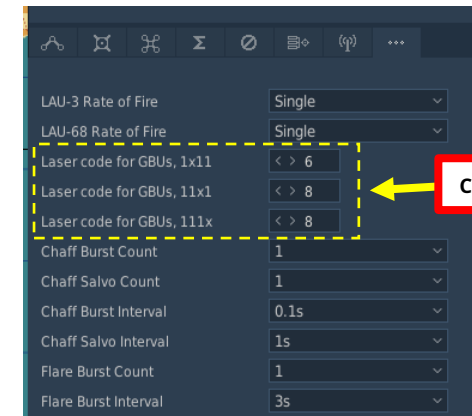 Σ
LAU-3 Rate of Fire Single
LAU-68 Rate of Fire Single
Laser code for GBUs, 1x11 < > 6
Laser code for GBUs, 11x1 < > 8
Laser code for GBUs, 111x < > 8
C
Chaff Burst Count 1
Chaff Salvo Count 1
Chaff Burst Interval 0.1s
Chaff Salvo Interval 1s
Flare Burst Count 1
Flare Burst Interval 3s